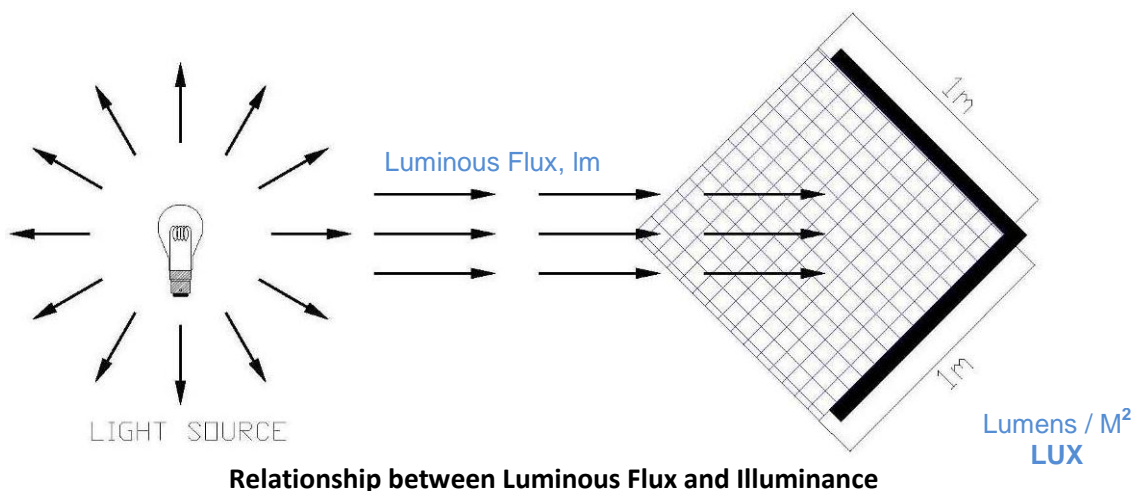 1m
Luminous Flux, lm
1m
LIGHT SOURCE
Lumens / M²
LUX
Relationship between Luminous Flux and Illuminance